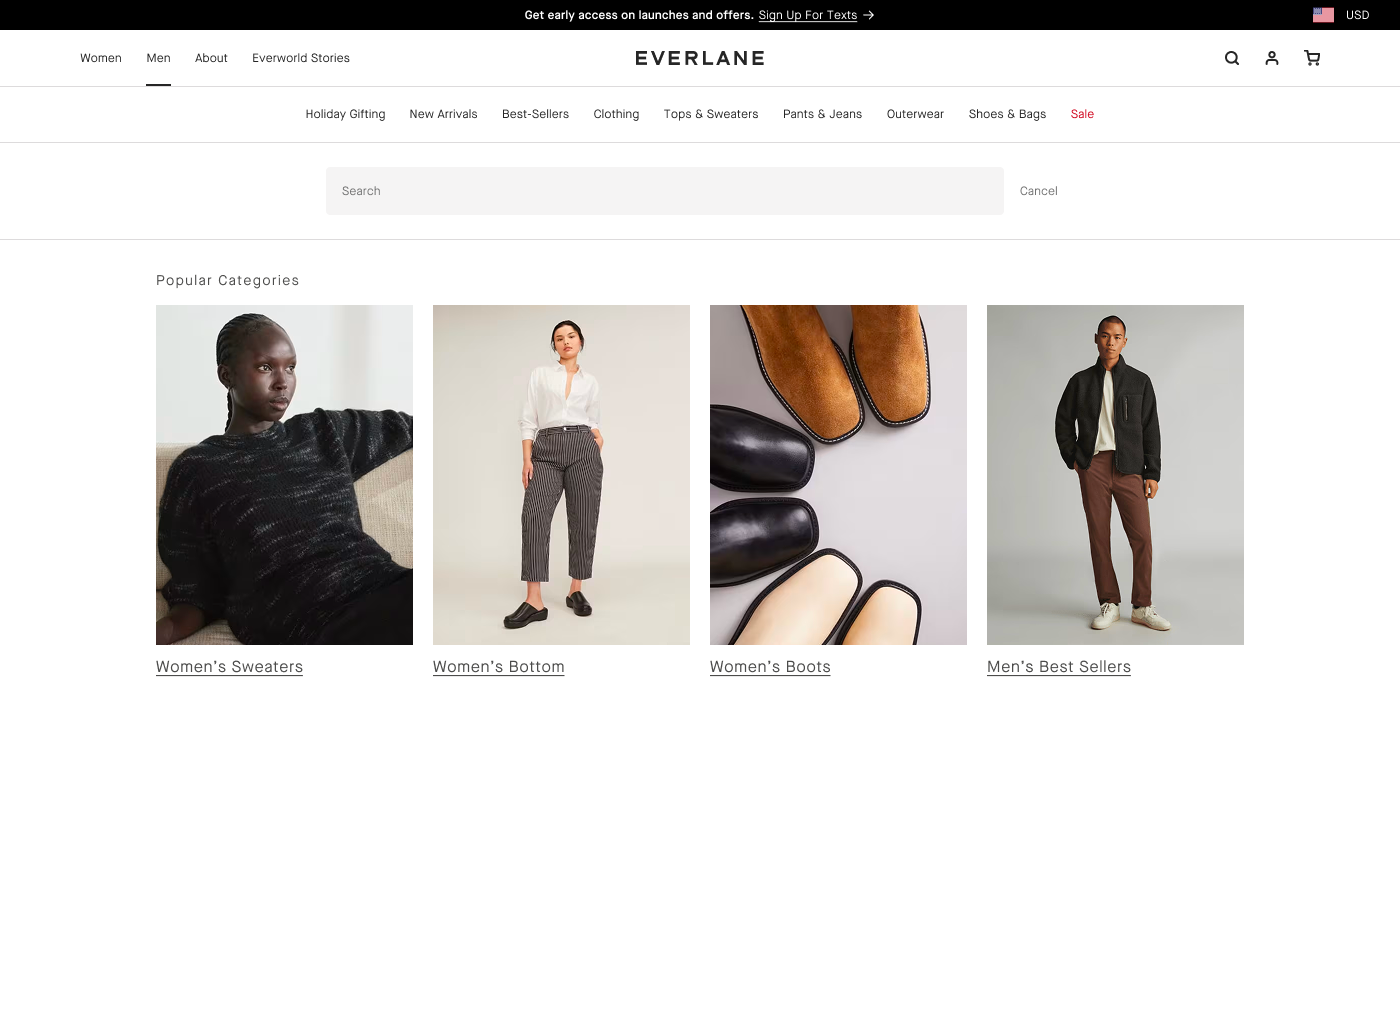 Get early access on launches and offers. Sign Up For Texts →
USD
Women Men About Everworld Stories
EVERLANE
Holiday Gifting New Arrivals Best-Sellers Clothing Tops & Sweaters Pants & Jeans Outerwear Shoes & Bags Sale
Search
Cancel
Popular Categories
Women’s Sweaters
Women’s Bottom
Women’s Boots
Men’s Best Sellers